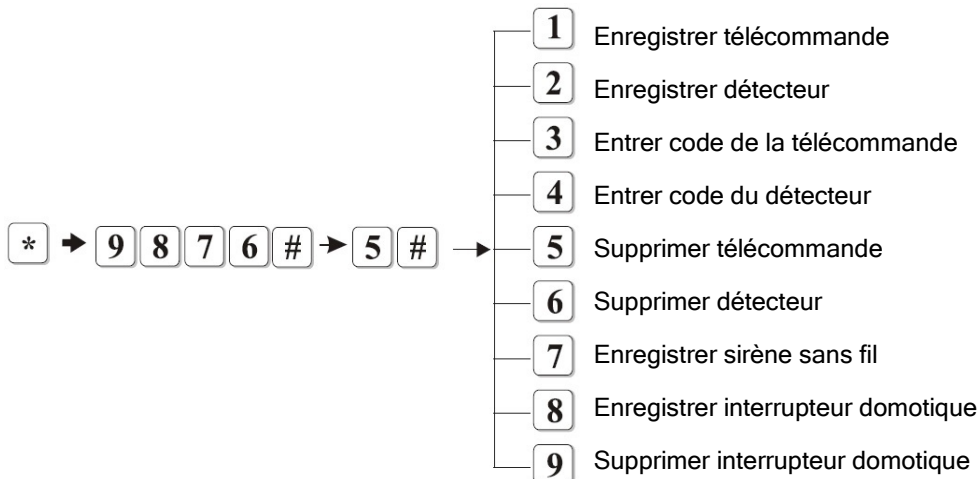 1 Enregistrer télécommande
2 Enregistrer détecteur
3 Entrer code de la télécommande
4 Entrer code du détecteur
* 9 8 7 6 # 5 # 5 Supprimer télécommande
6 Supprimer détecteur
7 Enregistrer sirène sans fil
8 Enregistrer interrupteur domotique
9 Supprimer interrupteur domotique